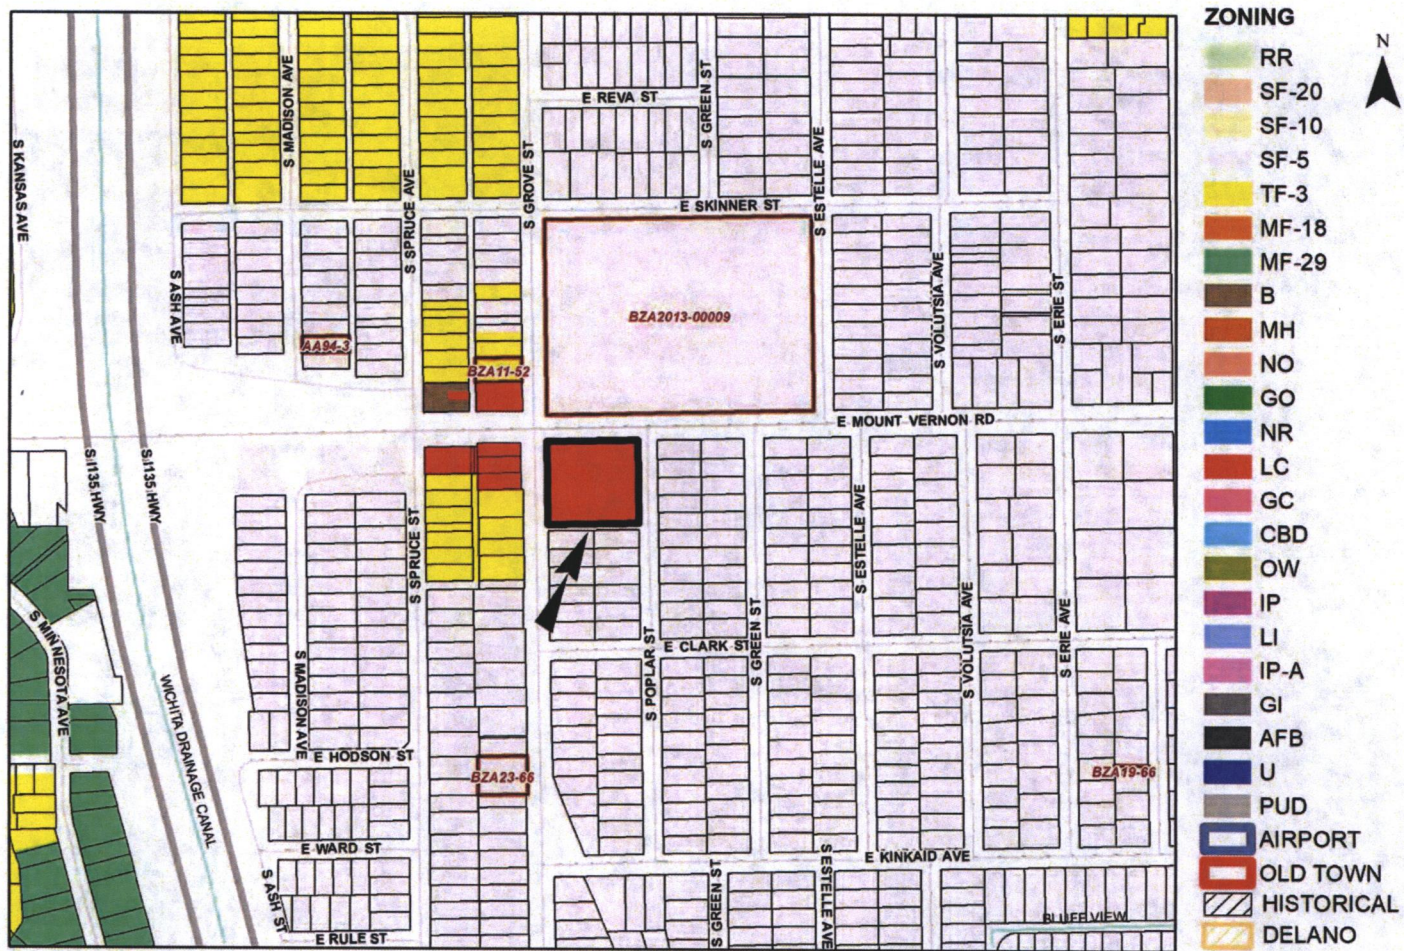 ZONING
N
RR
SF-20
SF-10
SF-5
TF-3
MF-18
MF-29
B
MH
NO
GO
NR
LC
GC
CBD
OW
IP
LI
IP-A
GI
AFB
U
PUD
AIRPORT
OLD TOWN
HISTORICAL
DELANO
S KANSAS AVE
S MADISON AVE
E REVA ST
S GREEN ST
S GROVE ST
S SPRUCE AVE
S ESTELLE AVE
E SKINNER ST
S ASH AVE
AA94-3
BZA11-52
BZA2013-00009
S VOLUTSIA AVE
S ERIE ST
E MOUNT VERNON RD
S I135 HWY
S I135 HWY
S SPRUCE ST
S ESTELLE AVE
S MINNESOTA AVE
WICHITA DRAINAGE CANAL
S MADISON AVE
E CLARK ST
S POPLAR ST
S GREEN ST
S VOLUTSIA AVE
S ERIE AVE
E HODSON ST
BZA23-66
BZA19-66
E WARD ST
E KINKAID AVE
S ASH ST
E RULE ST
S GREEN ST
S ESTELLE AVE
BLUFF VIEW